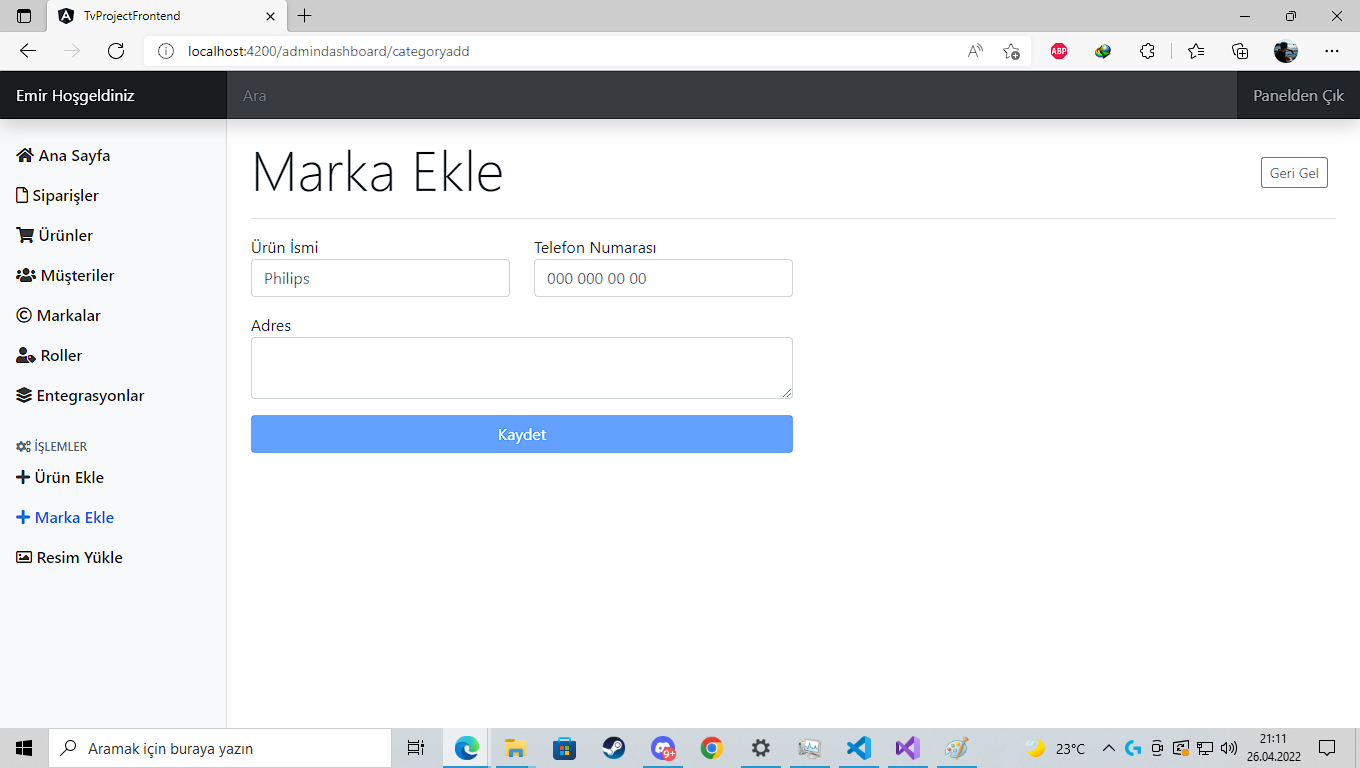 TvProjectFrontend
localhost:4200/admindashboard/categoryadd
ABP
Emir Hoşgeldiniz
Ara
Panelden Çık
Ana Sayfa
Siparişler
Ürünler
Müşteriler
Markalar
Roller
Entegrasyonlar
İŞLEMLER
Ürün Ekle
Marka Ekle
Resim Yükle
Marka Ekle
Geri Gel
Ürün İsmi
Telefon Numarası
Philips
000 000 00 00
Adres
Kaydet
Aramak için buraya yazın
9+
23°C
21:11
26.04.2022